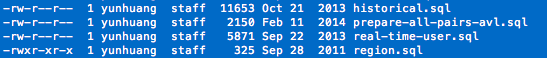 -rw-r--r-- 1 yunhuang staff 11653 Oct 21 2013 historical.sql
-rw-r--r-- 1 yunhuang staff 2150 Feb 11 2014 prepare-all-pairs-avl.sql
-rw-r--r-- 1 yunhuang staff 5871 Sep 22 2013 real-time-user.sql
-rwxr-xr-x 1 yunhuang staff 325 Sep 28 2011 region.sql